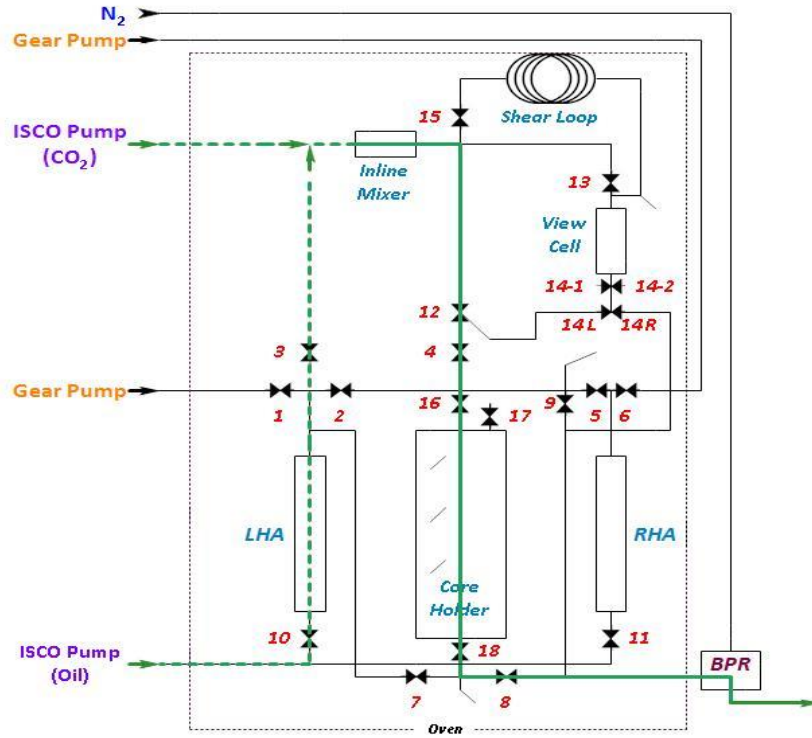 N2
Gear Pump
15
Shear Loop
ISCO Pump
(CO2)
Inline
Mixer
13
View
Cell
14-1
14-2
12
14L
14R
3
4
Gear Pump
1
2
16
17
9
5
6
LHA
RHA
Core
Holder
10
18
11
ISCO Pump
(Oil)
BPR
7
8
Oven